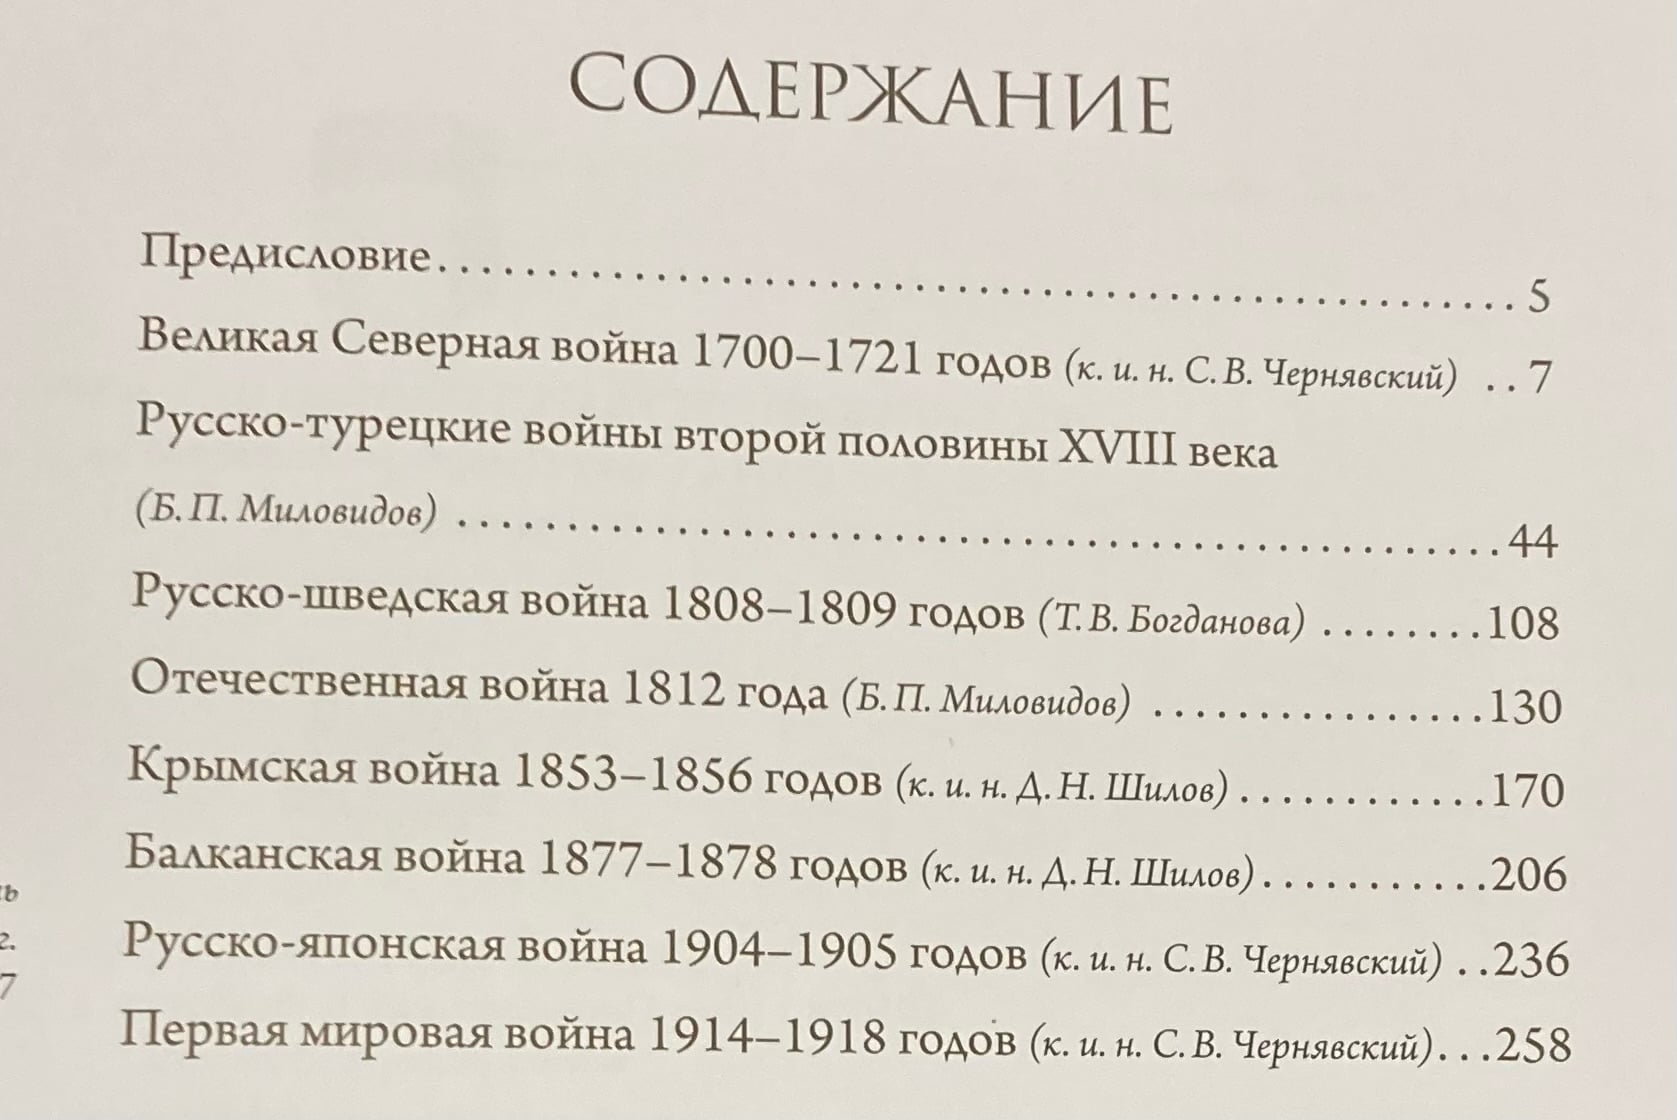 СОДЕРЖАНИЕ
Предисловие. . . . . . . . . . . . . . . . . . . . . . . . . . . . . . . . . . . . . . . . . . . . . . . . . . 5
Великая Северная война 1700–1721 годов (к. и. н. С. В. Чернявский) . . 7
Русско-турецкие войны второй половины XVIII века
(Б. П. Миловидов) . . . . . . . . . . . . . . . . . . . . . . . . . . . . . . . . . . . . . . . . . . . . . . . . 44
Русско-шведская война 1808–1809 годов (Т. В. Богданова) . . . . . . . . 108
Отечественная война 1812 года (Б. П. Миловидов) . . . . . . . . . . . . . . . . 130
Крымская война 1853–1856 годов (к. и. н. Д. Н. Шилов) . . . . . . . . . . . . 170
Балканская война 1877–1878 годов (к. и. н. Д. Н. Шилов) . . . . . . . . . . . 206
ь
Русско-японская война 1904–1905 годов (к. и. н. С. В. Чернявский) . . 236
г.
7
Первая мировая война 1914–1918 годов (к. и. н. С. В. Чернявский). . . 258